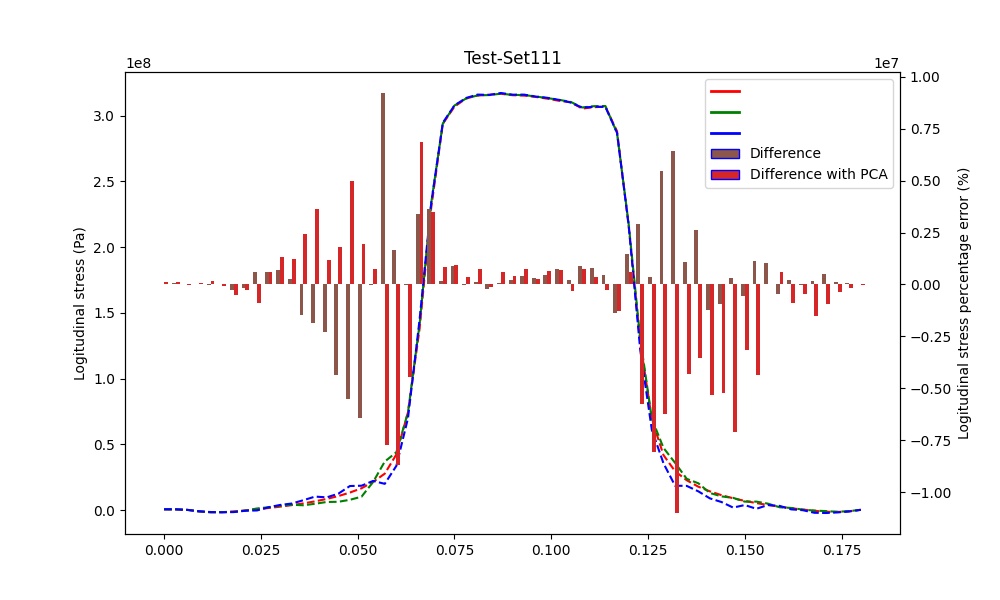 Test-Set111
1e8
1e7
Difference
Difference with PCA
Logitudinal stress (Pa)
3.0
2.5
2.0
1.5
1.0
0.5
0.0
Logitudinal stress percentage error (%)
1.00
0.75
0.50
0.25
0.00
−0.25
−0.50
−0.75
−1.00
0.000 0.025 0.050 0.075 0.100 0.125 0.150 0.175